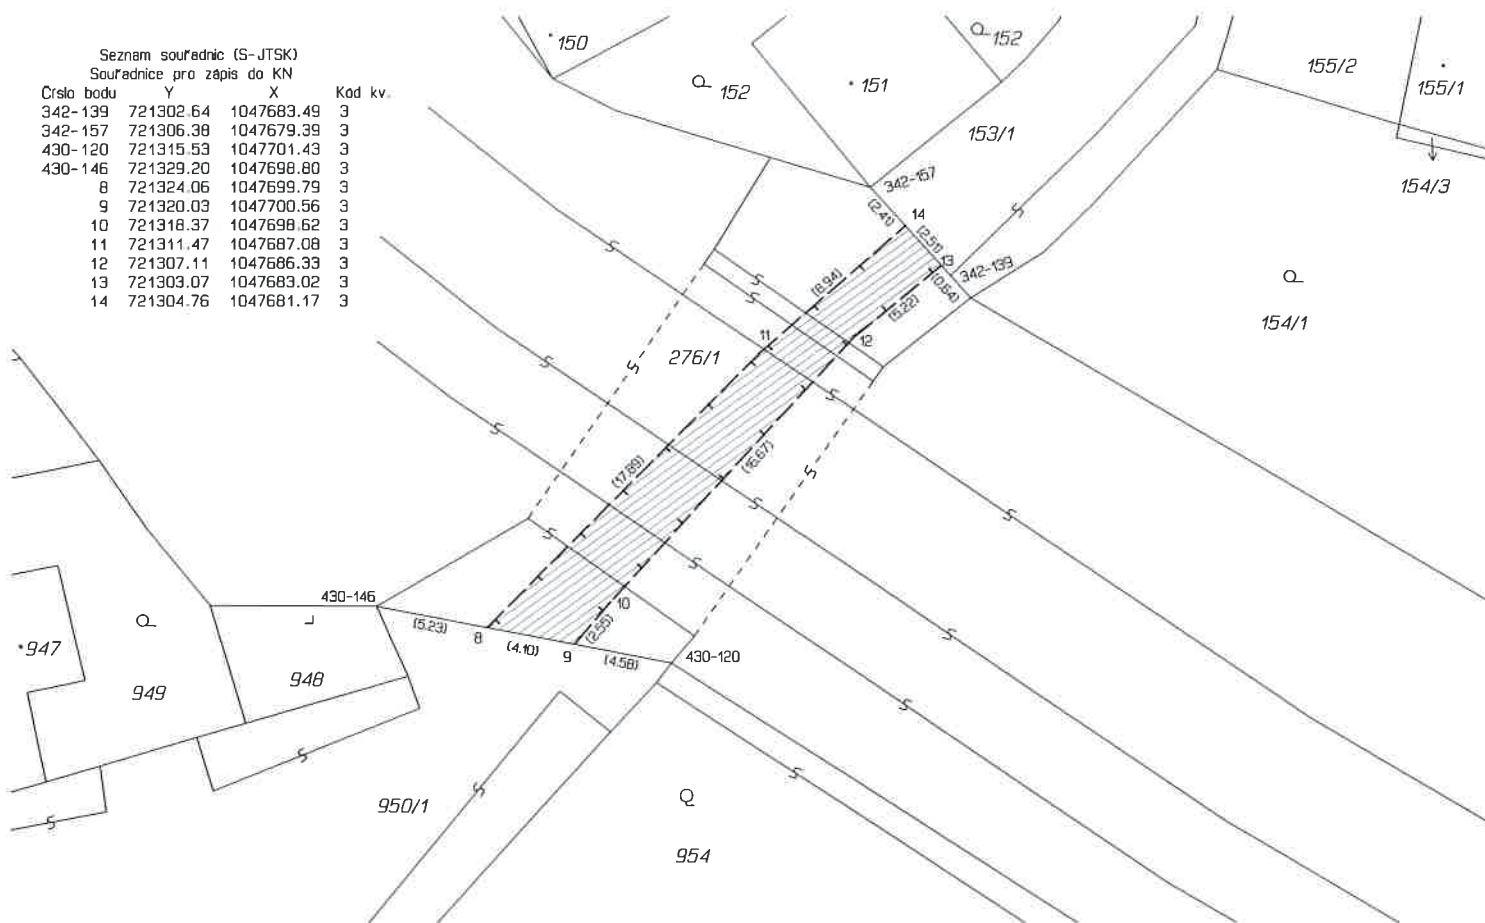 Seznam souřadnic (S-JTSK)
Souřadnice pro zápis do KN
Číslo bodu Y X Kód kv.
342-139 721302.64 1047683.49 3
342-157 721306.38 1047679.39 3
430-120 721315.53 1047701.43 3
430-146 721329.20 1047698.80 3
8 721324.06 1047699.79 3
9 721320.03 1047700.56 3
10 721318.37 1047698.62 3
11 721311.47 1047687.08 3
12 721307.11 1047686.33 3
13 721303.07 1047683.02 3
14 721304.76 1047681.17 3
150
152
152
151
153/1
155/2
155/1
154/3
342-157
(2.41)
14
(2.51)
13
342-139
(0.64)
(8.94)
(5.22)
154/1
11
12
276/1
(17.89)
(16.67)
430-146
10
(5.23)
8
(4.10)
9
(2.55)
(4.58)
430-120
947
949
948
950/1
954